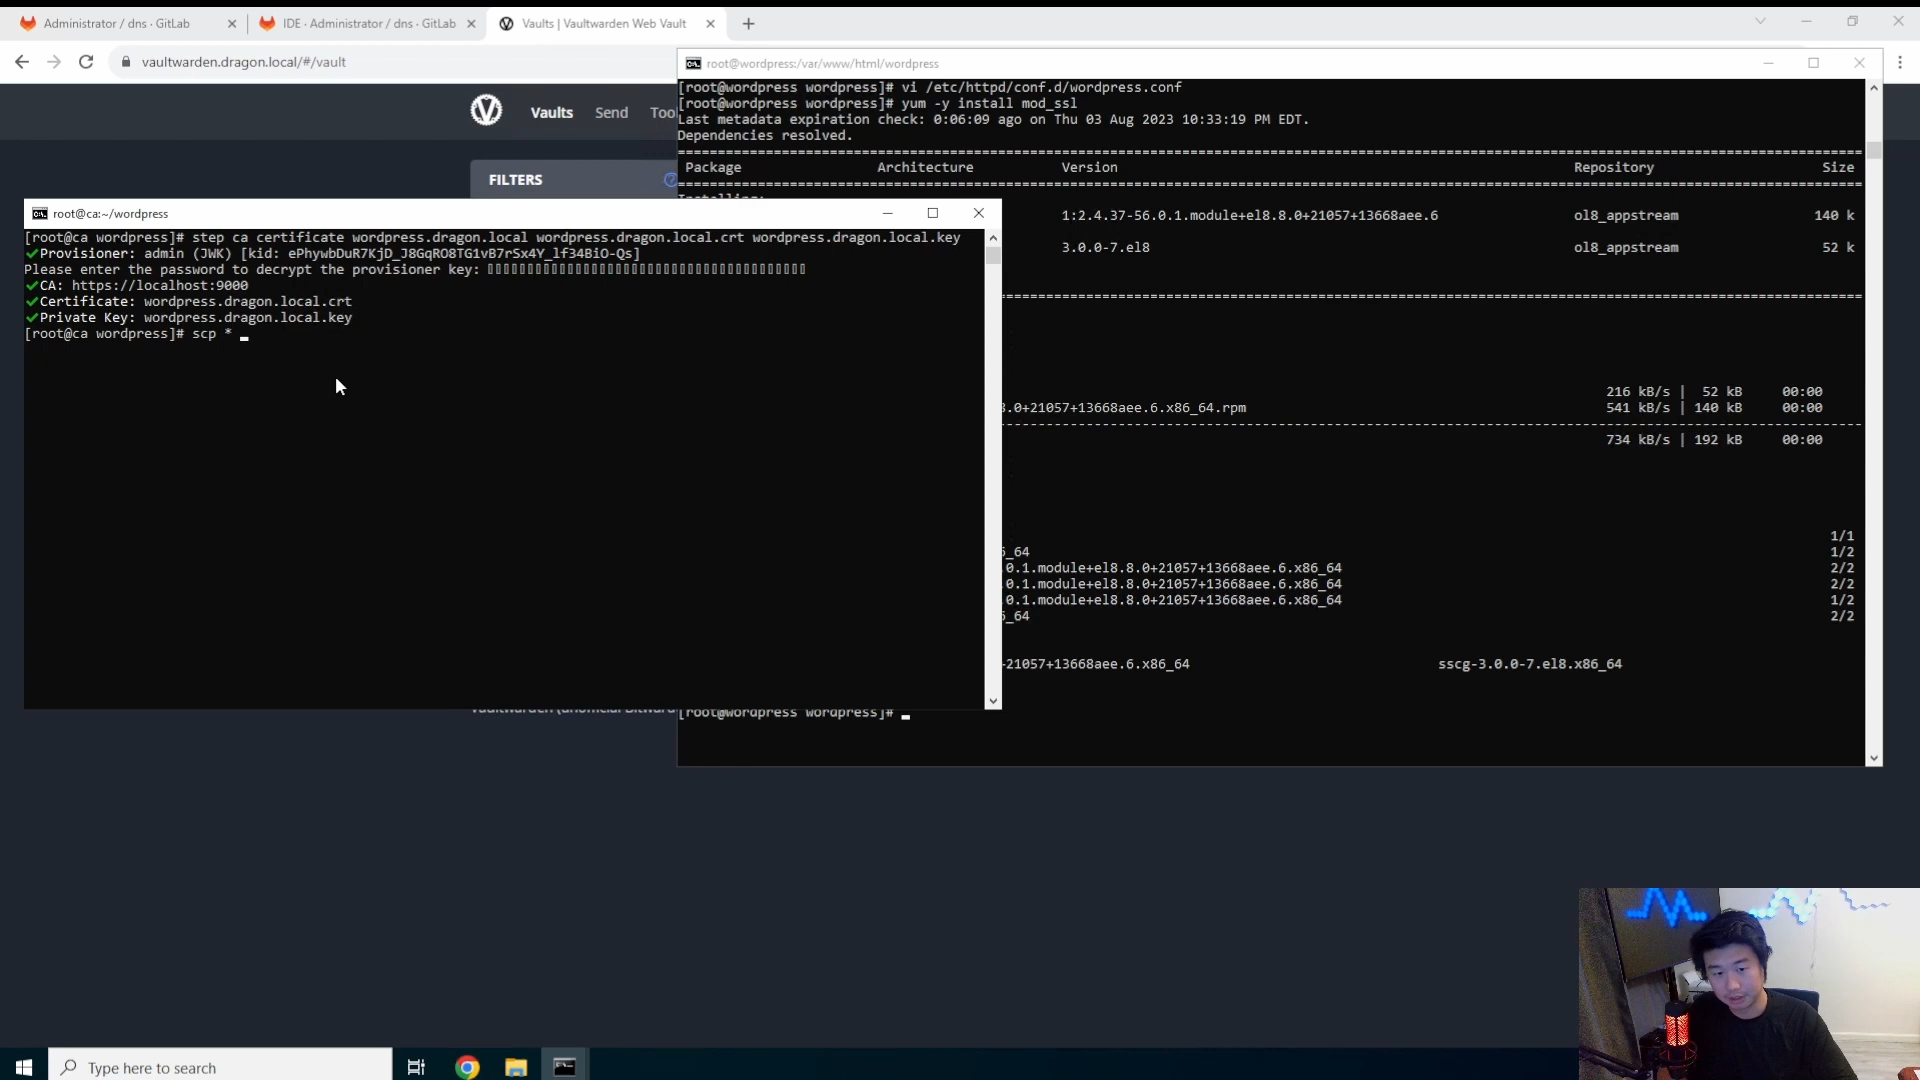 Administrator / dns · GitLab
IDE · Administrator / dns · GitLab
Vaults | Vaultwarden Web Vault
vaultwarden.dragon.local/#/vault
Vaults
Send
Too
FILTERS
root@wordpress:/var/www/html/wordpress
[root@wordpress wordpress]# vi /etc/httpd/conf.d/wordpress.conf
[root@wordpress wordpress]# yum -y install mod_ssl
Last metadata expiration check: 0:06:09 ago on Thu 03 Aug 2023 10:33:19 PM EDT.
Dependencies resolved.
Package Architecture Version Repository Size
1:2.4.37-56.0.1.module+el8.8.0+21057+13668aee.6 ol8_appstream 140 k
3.0.0-7.el8 ol8_appstream 52 k
216 kB/s | 52 kB 00:00
8.0+21057+13668aee.6.x86_64.rpm 541 kB/s | 140 kB 00:00
734 kB/s | 192 kB 00:00
1/1
6_64 1/2
0.1.module+el8.8.0+21057+13668aee.6.x86_64 2/2
0.1.module+el8.8.0+21057+13668aee.6.x86_64 2/2
0.1.module+el8.8.0+21057+13668aee.6.x86_64 1/2
6_64 2/2
-21057+13668aee.6.x86_64 sscg-3.0.0-7.el8.x86_64
[root@wordpress wordpress]#
root@ca:~/wordpress
[root@ca wordpress]# step ca certificate wordpress.dragon.local wordpress.dragon.local.crt wordpress.dragon.local.key
✔Provisioner: admin (JWK) [kid: ePhywbDuR7KjD_J8GqRO8TG1vB7rSx4Y_lf34BiO-Qs]
Please enter the password to decrypt the provisioner key:
✔CA: https://localhost:9000
✔Certificate: wordpress.dragon.local.crt
✔Private Key: wordpress.dragon.local.key
[root@ca wordpress]# scp *
Type here to search